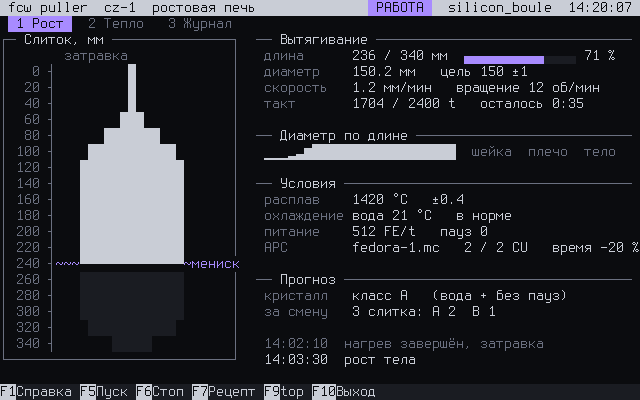 fcw puller cz-1 ростовая печь РАБОТА silicon_boule 14:20:07
1 Рост 2 Тепло 3 Журнал
Слиток, мм
затравка
0
20
40
60
80
100
120
140
160
180
200
220
240 ~~~ ~мениск
260
280
300
320
340
Вытягивание
длина 236 / 340 мм 71 %
диаметр 150.2 мм цель 150 ±1
скорость 1.2 мм/мин вращение 12 об/мин
такт 1704 / 2400 t осталось 0:35
Диаметр по длине
шейка плечо тело
Условия
расплав 1420 °C ±0.4
охлаждение вода 21 °C в норме
питание 512 FE/t пауз 0
АРС fedora-1.mc 2 / 2 CU время −20 %
Прогноз
кристалл класс A (вода + без пауз)
за смену 3 слитка: A 2 B 1
14:02:10 нагрев завершён, затравка
14:03:30 рост тела
F1Справка F5Пуск F6Стоп F7Рецепт F9top F10Выход